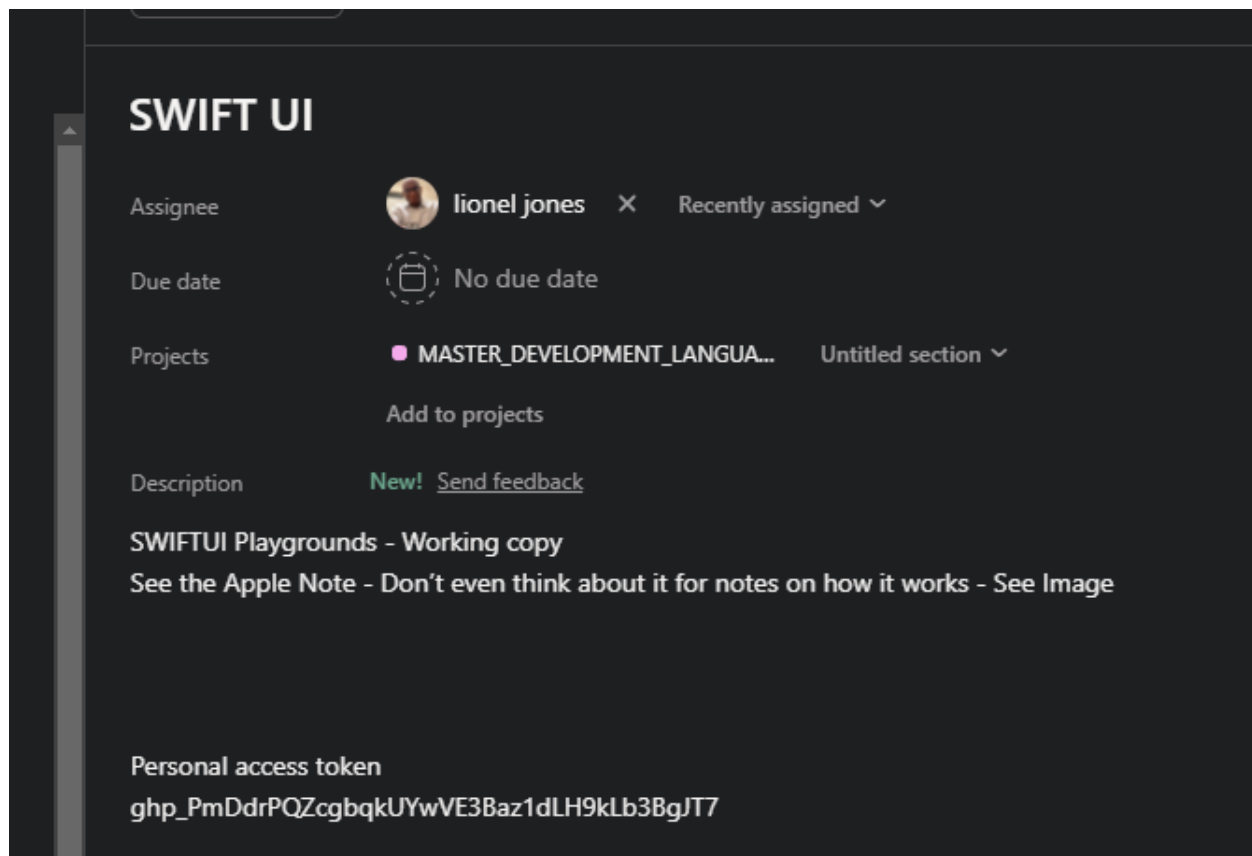 SWIFT UI
Assignee
lionel jones
Recently assigned
Due date
No due date
Projects
MASTER_DEVELOPMENT_LANGUA...
Untitled section
Add to projects
Description
New! Send feedback
SWIFTUI Playgrounds - Working copy
See the Apple Note - Don’t even think about it for notes on how it works - See Image
Personal access token
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